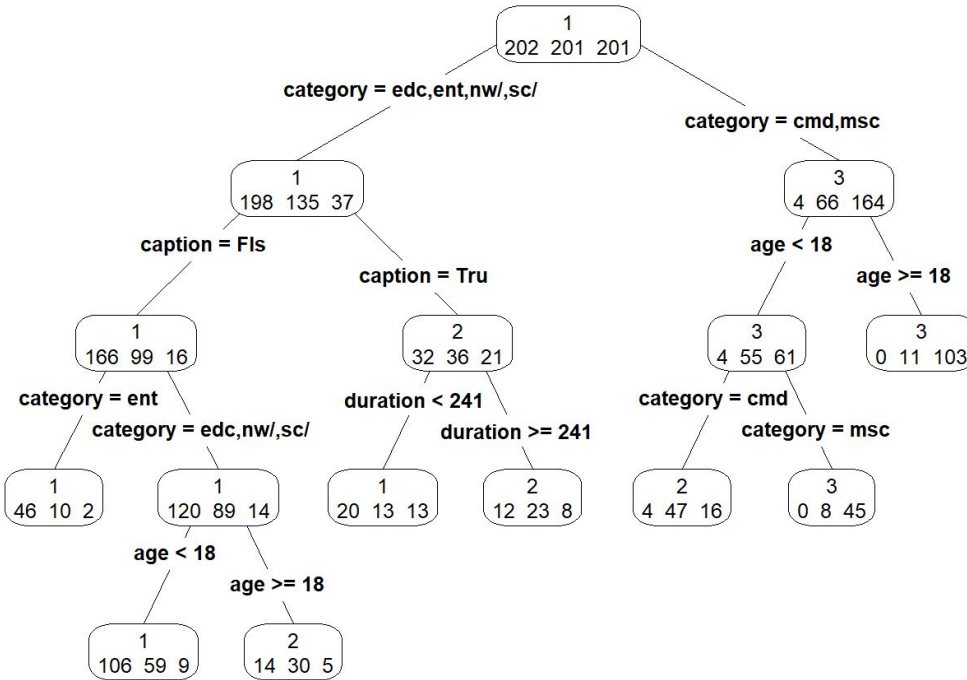 1
202 201 201
category = edc,ent,nw/,sc/
category = cmd,msc
1
198 135 37
3
4 66 164
caption = Fls
caption = Tru
age < 18
age >= 18
1
166 99 16
2
32 36 21
3
4 55 61
3
0 11 103
category = ent
category = edc,nw/,sc/
duration < 241
duration >= 241
category = cmd
category = msc
1
46 10 2
1
120 89 14
1
20 13 13
2
12 23 8
2
4 47 16
3
0 8 45
age < 18
age >= 18
1
106 59 9
2
14 30 5